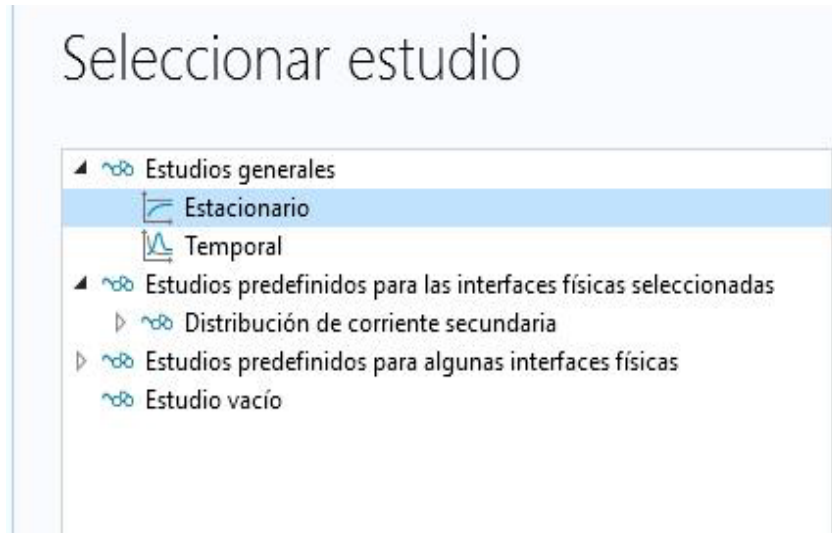 Seleccionar estudio
Estudios generales
Estacionario
Temporal
Estudios predefinidos para las interfaces físicas seleccionadas
Distribución de corriente secundaria
Estudios predefinidos para algunas interfaces físicas
Estudio vacío